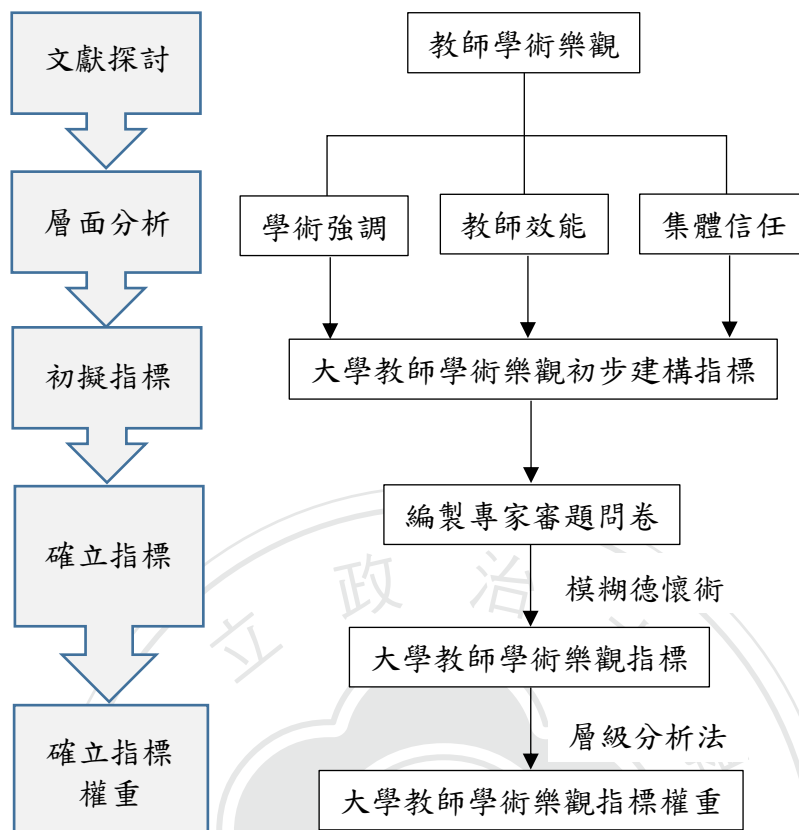 文獻探討
教師學術樂觀
層面分析
學術強調
教師效能
集體信任
初擬指標
大學教師學術樂觀初步建構指標
確立指標
編製專家審題問卷
模糊德懷術
大學教師學術樂觀指標
層級分析法
確立指標
權重
大學教師學術樂觀指標權重
立政治